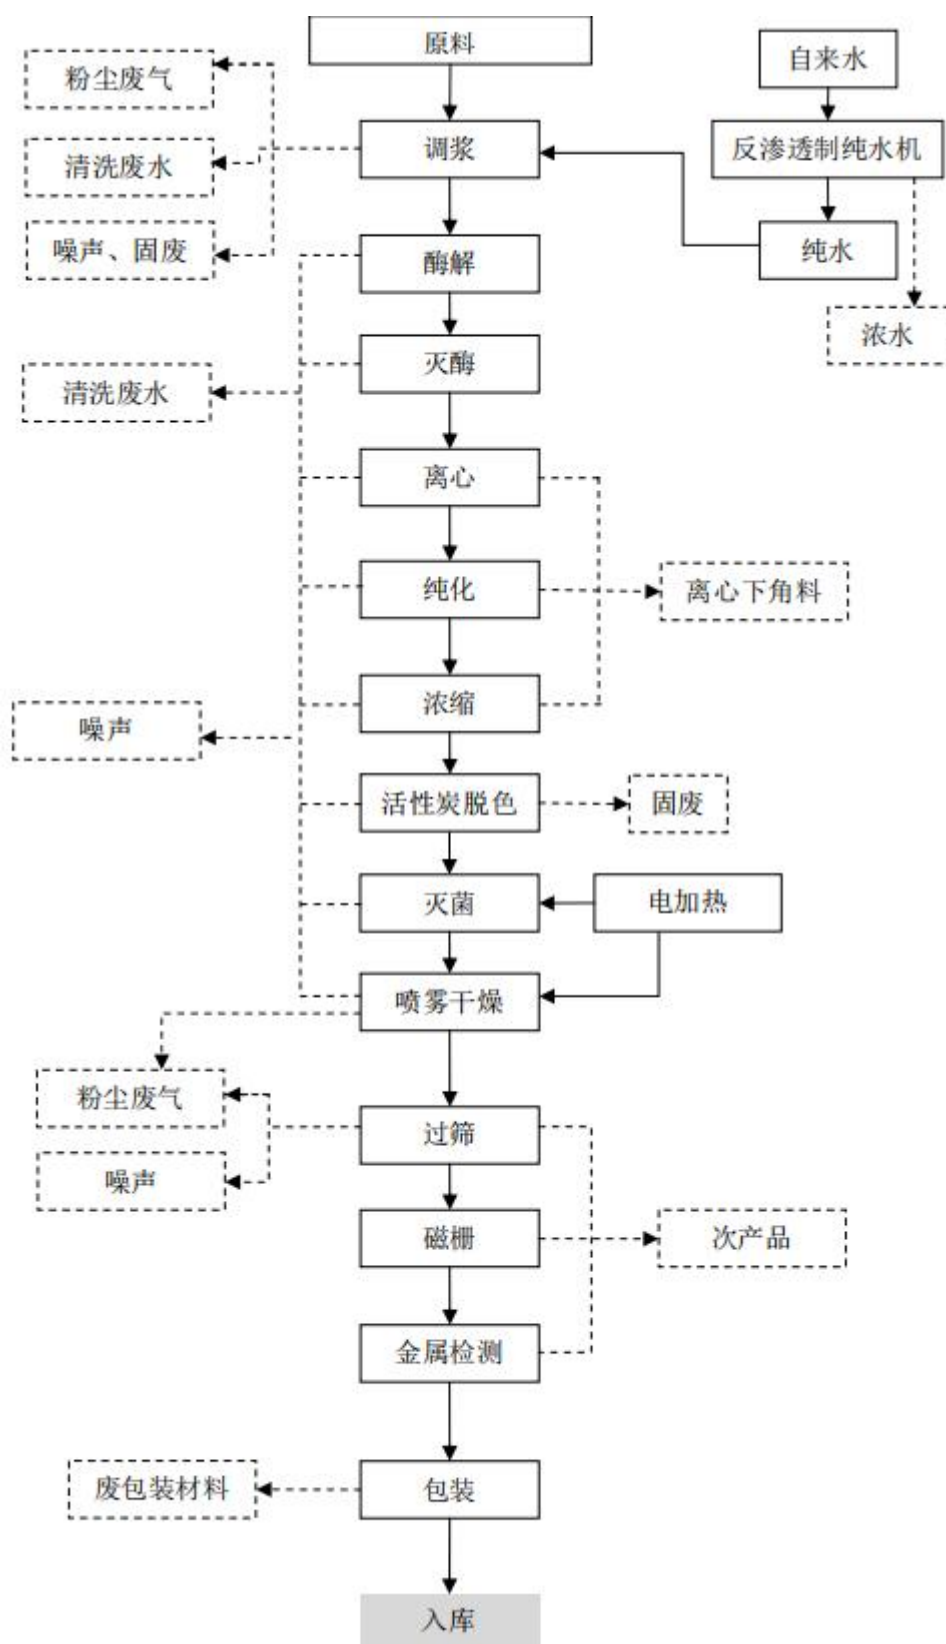 原料
自来水
粉尘废气
调浆
反渗透制纯水机
清洗废水
噪声、固废
酶解
纯水
浓水
灭酶
清洗废水
离心
纯化
离心下角料
浓缩
噪声
活性炭脱色
固废
灭菌
电加热
喷雾干燥
粉尘废气
过筛
噪声
磁栅
次产品
金属检测
废包装材料
包装
入库